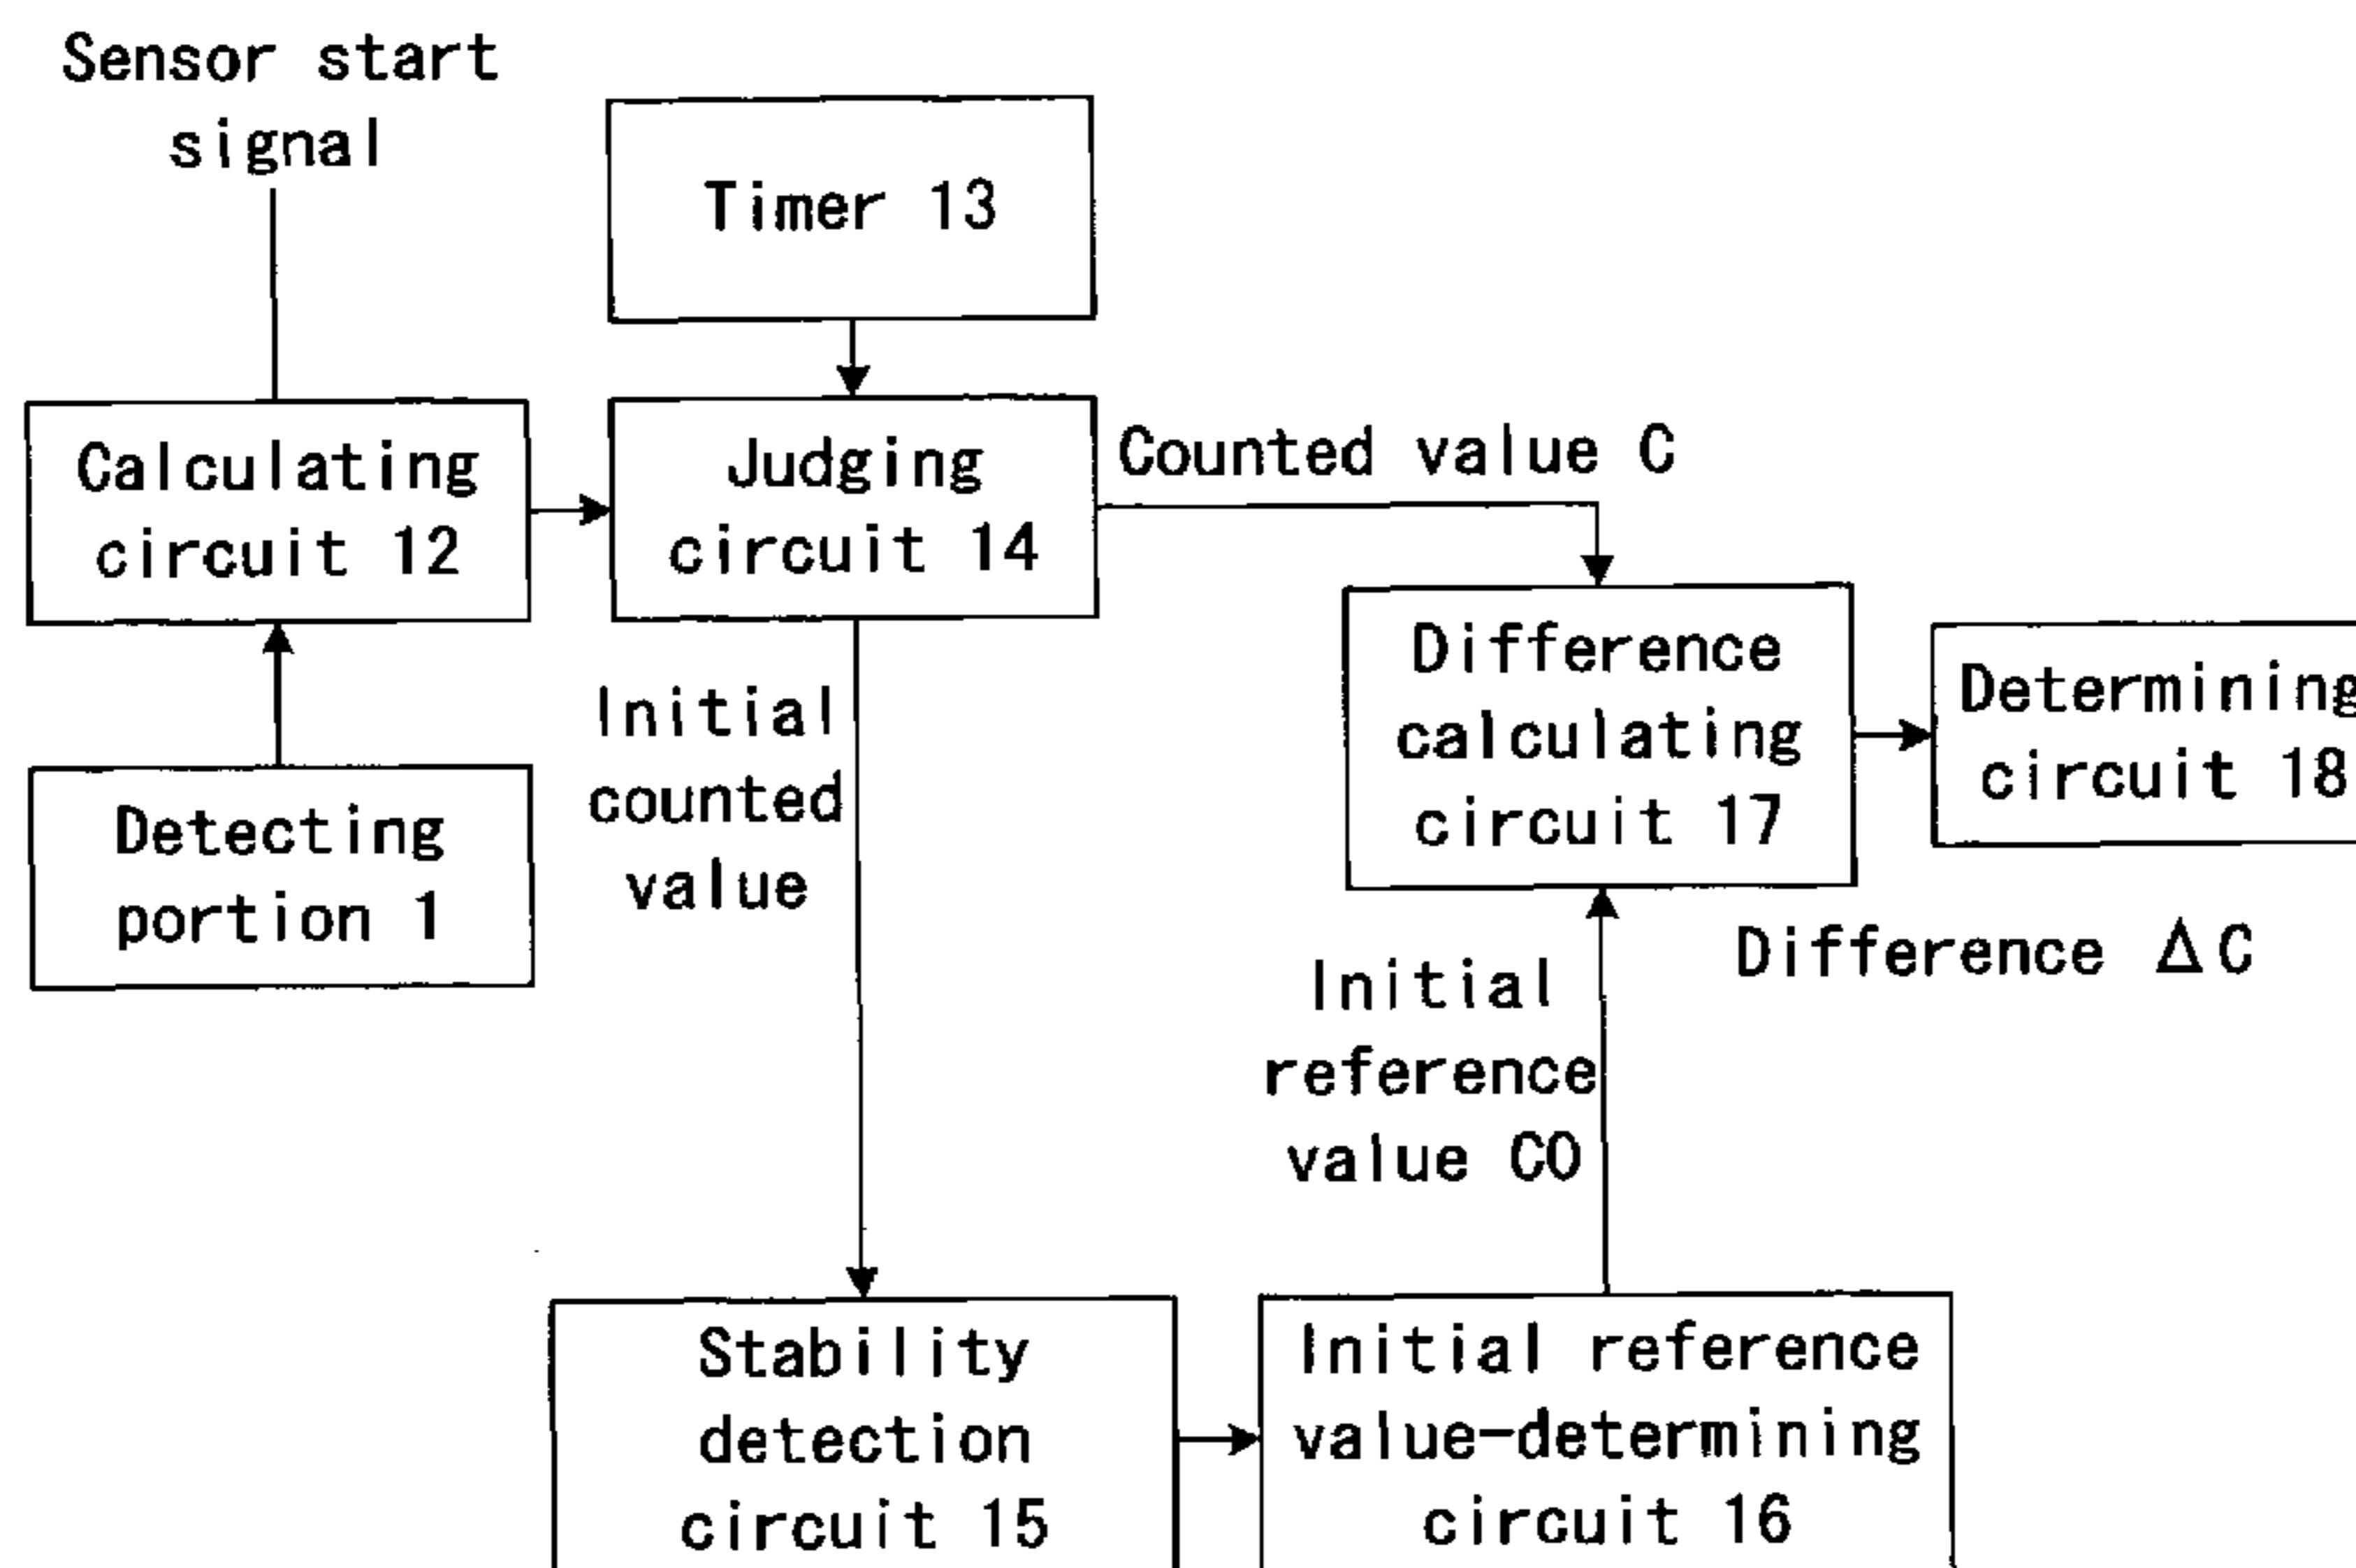 Sensor start
signal
Timer 13
Calculating
circuit 12
Judging
circuit 14
Counted value C
Detecting
portion 1
Initial
counted
value
Difference
calculating
circuit 17
Determining
circuit 18
Difference ΔC
Initial
reference
value C0
Stability
detection
circuit 15
Initial reference
value-determining
circuit 16